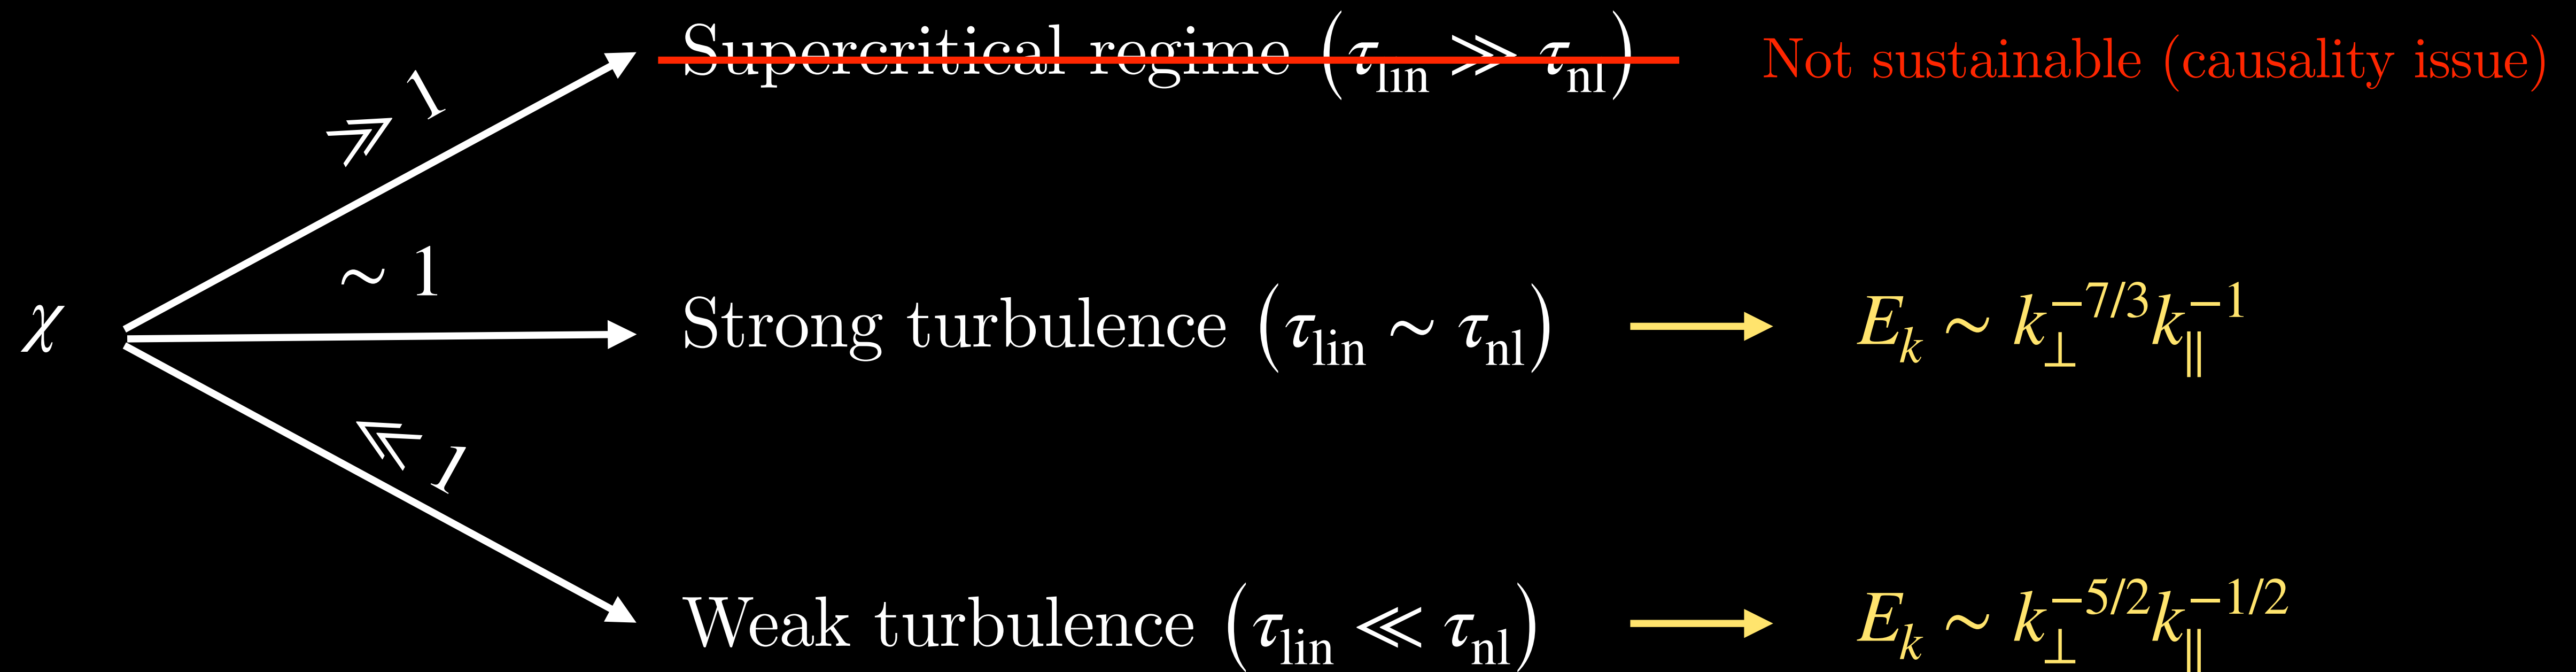 ≫ 1
Supercritical regime (τ_lin ≫ τ_nl)
Not sustainable (causality issue)
χ
∼ 1
Strong turbulence (τ_lin ∼ τ_nl)
E_k ∼ k_⊥^{−7/3} k_∥^{−1}
≪ 1
Weak turbulence (τ_lin ≪ τ_nl)
E_k ∼ k_⊥^{−5/2} k_∥^{−1/2}